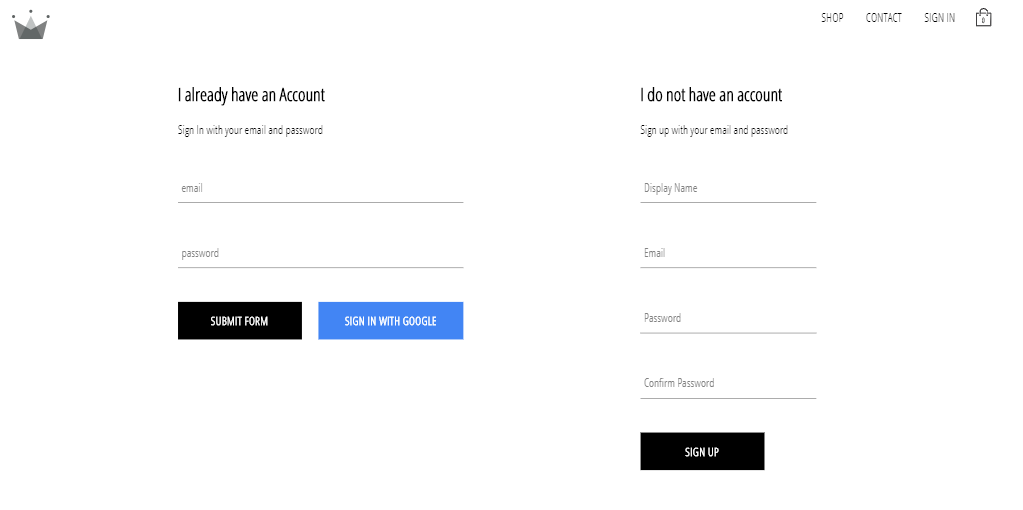 SHOP CONTACT SIGN IN 0
I already have an Account
Sign In with your email and password
email
password
SUBMIT FORM SIGN IN WITH GOOGLE
I do not have an account
Sign up with your email and password
Display Name
Email
Password
Confirm Password
SIGN UP